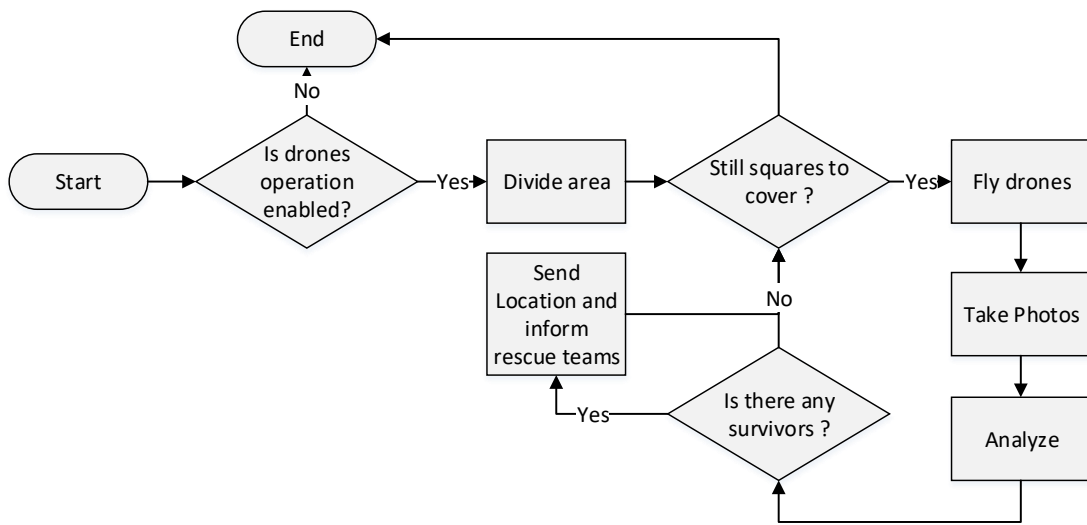 End
No
Start
Is drones
operation
enabled?
Yes
Divide area
Still squares to
cover ?
Yes
Fly drones
Send
Location and
inform
rescue teams
No
Take Photos
Yes
Is there any
survivors ?
Analyze